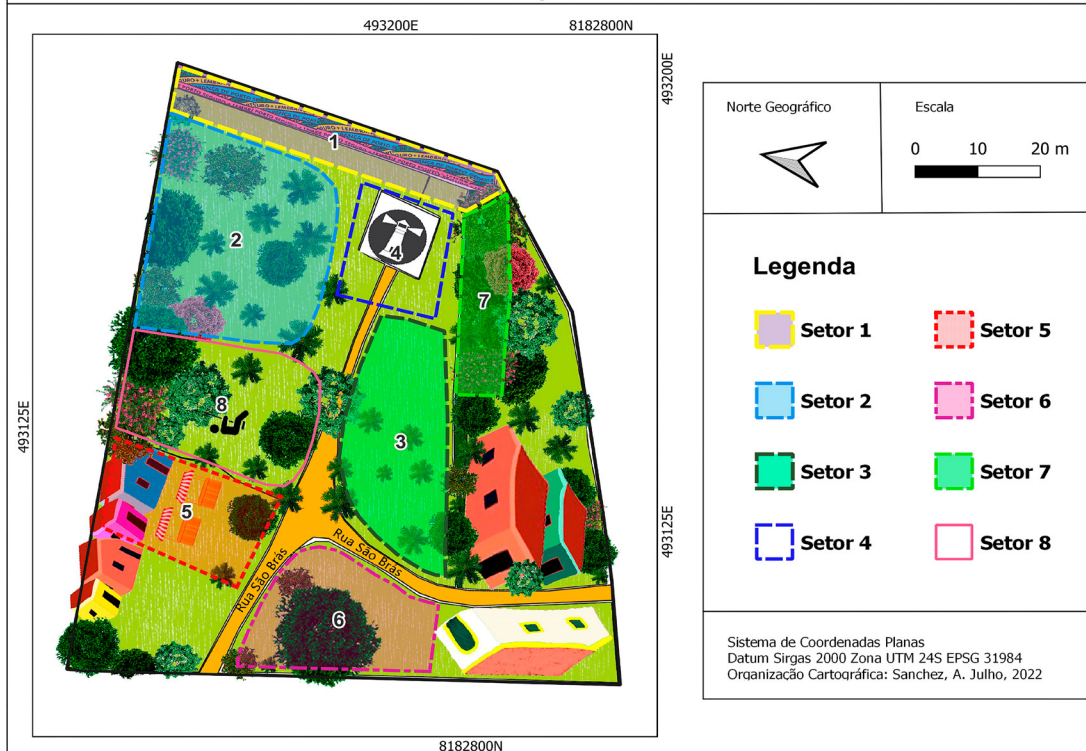 493200E
8182800N
493200E
1
2
4
7
8
3
5
6
Rua São Brás
Rua São Brás
493125E
493125E
8182800N
Norte Geográfico
Escala
0 10 20 m
Legenda
Setor 1
Setor 5
Setor 2
Setor 6
Setor 3
Setor 7
Setor 4
Setor 8
Sistema de Coordenadas Planas
Datum Sirgas 2000 Zona UTM 24S EPSG 31984
Organização Cartográfica: Sanchez, A. Julho, 2022